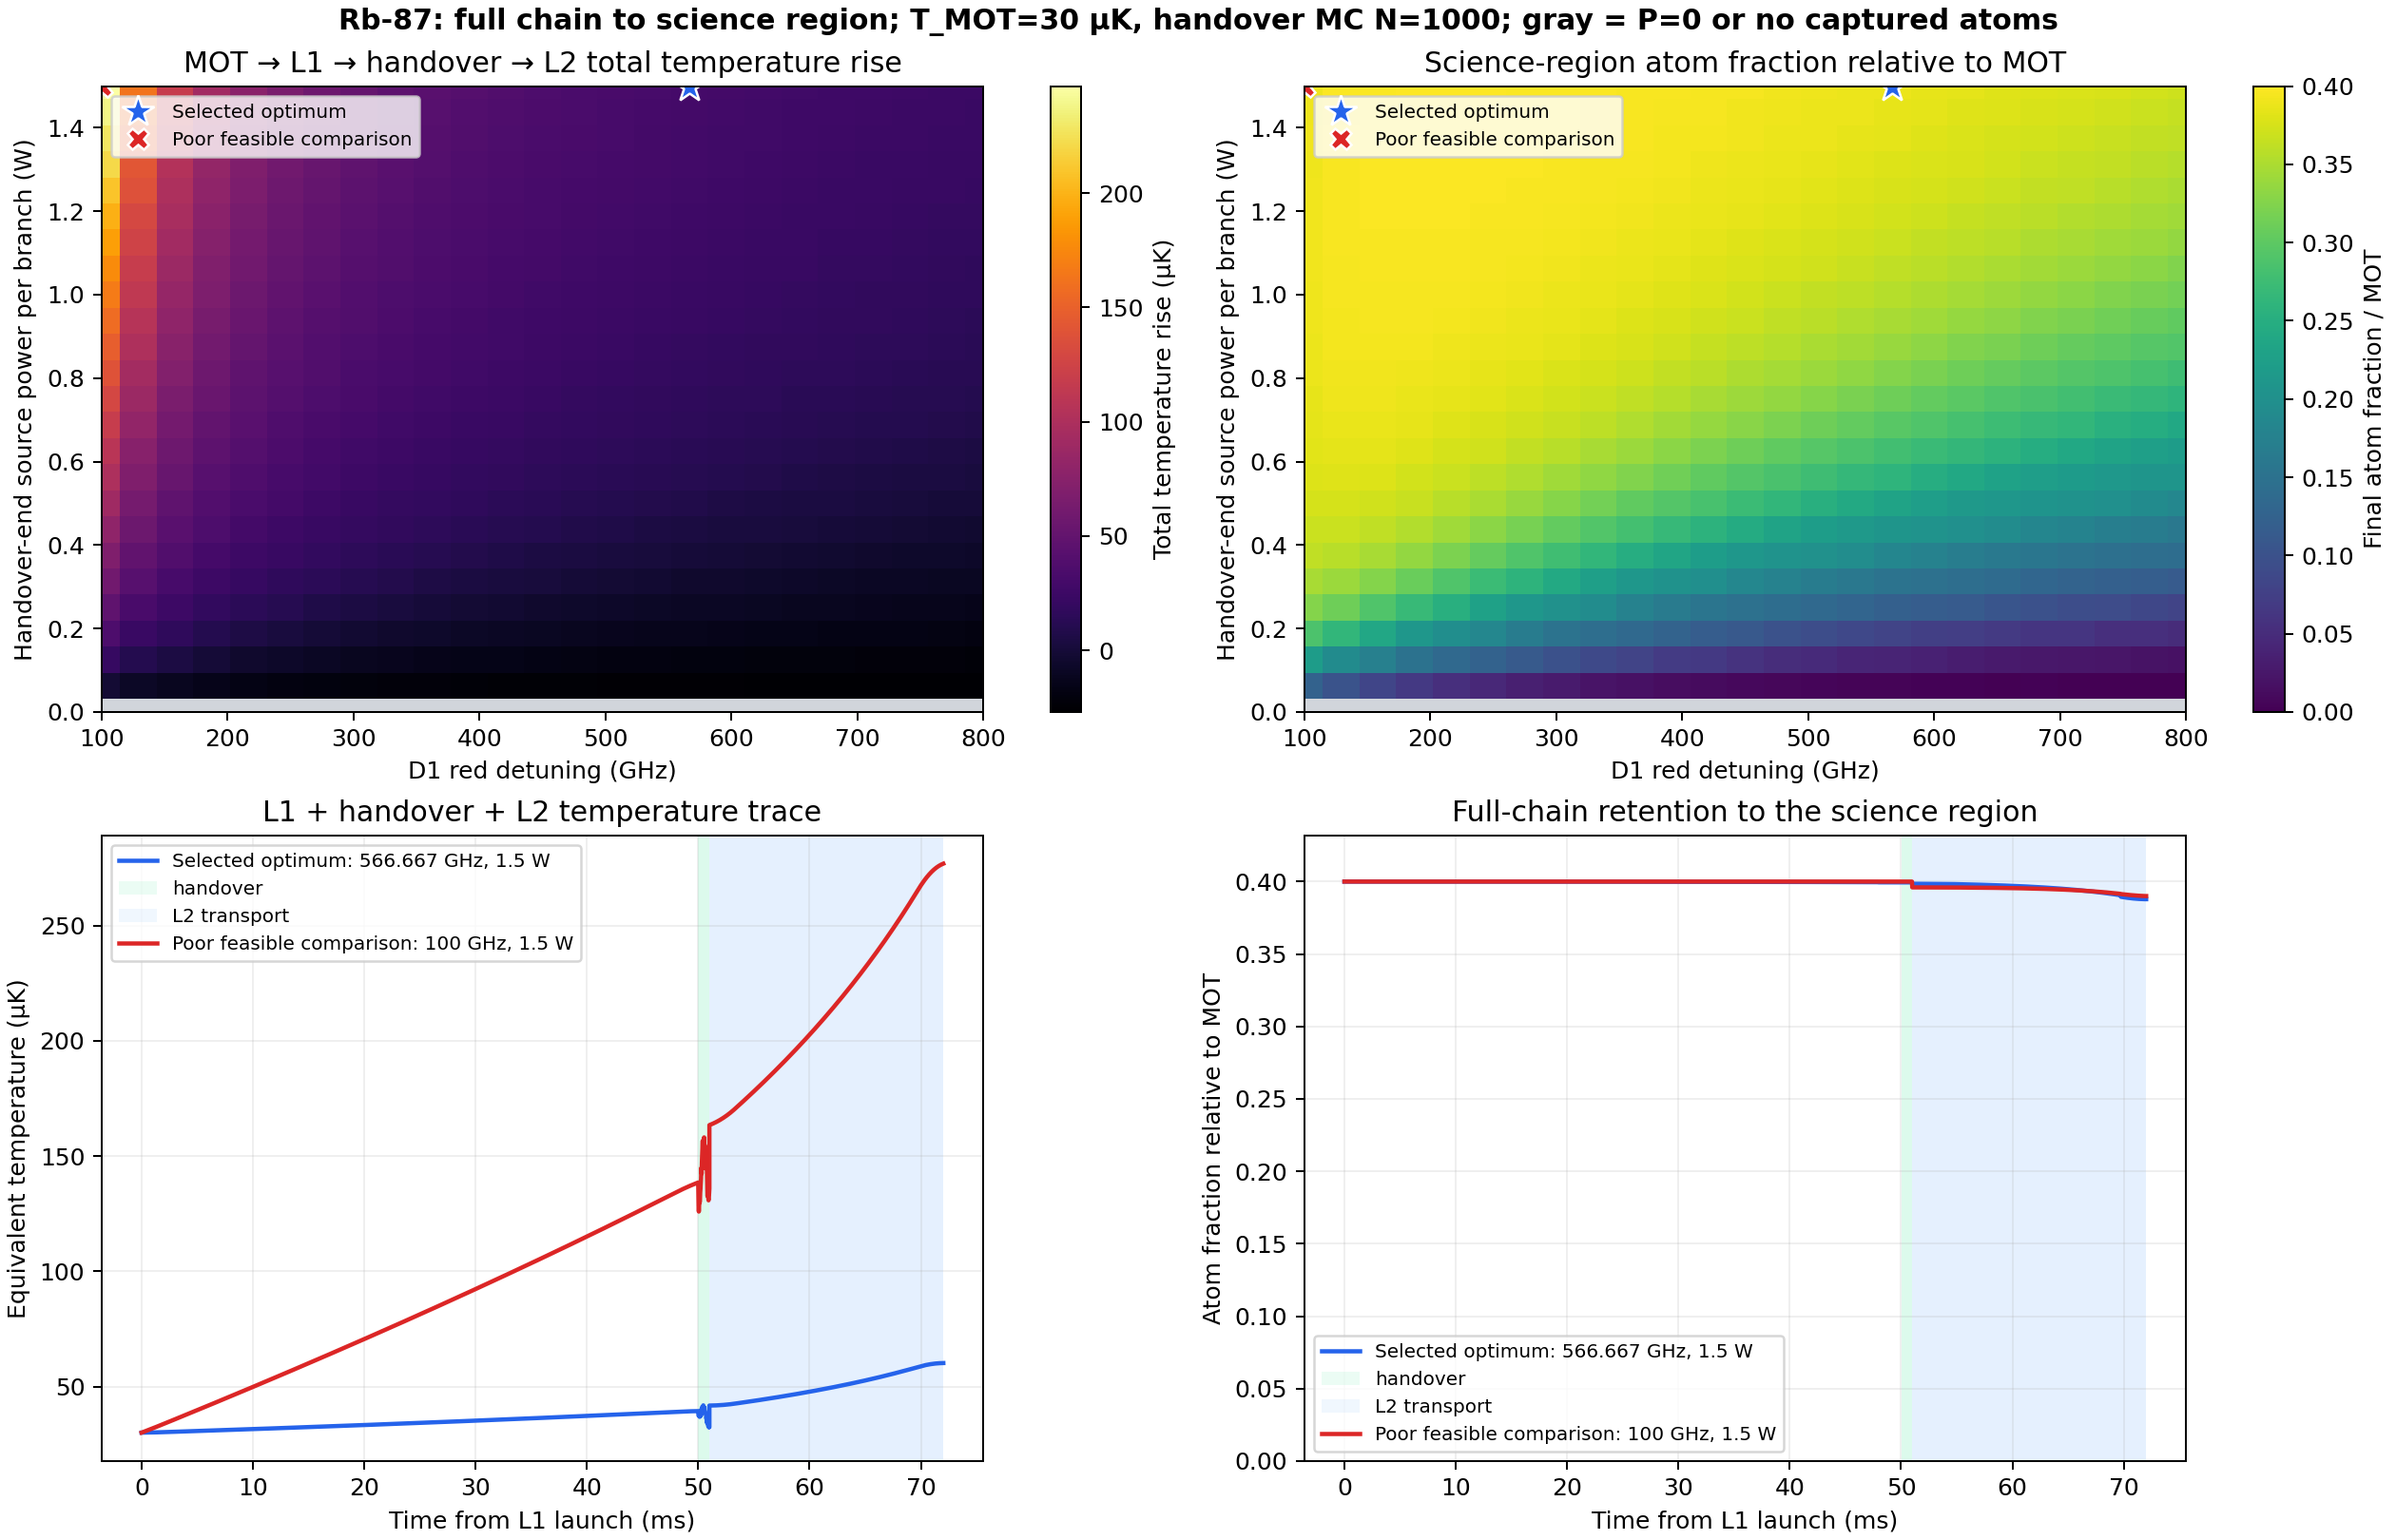 Rb-87: full chain to science region; T_MOT=30 µK, handover MC N=1000; gray = P=0 or no captured atoms
MOT → L1 → handover → L2 total temperature rise
Selected optimum
Poor feasible comparison
Handover-end source power per branch (W)
1.4
1.2
1.0
0.8
0.6
0.4
0.2
0.0
100 200 300 400 500 600 700 800
D1 red detuning (GHz)
200
150
100
50
0
Total temperature rise (µK)
Science-region atom fraction relative to MOT
Selected optimum
Poor feasible comparison
Handover-end source power per branch (W)
1.4
1.2
1.0
0.8
0.6
0.4
0.2
0.0
100 200 300 400 500 600 700 800
D1 red detuning (GHz)
0.40
0.35
0.30
0.25
0.20
0.15
0.10
0.05
0.00
Final atom fraction / MOT
L1 + handover + L2 temperature trace
Selected optimum: 566.667 GHz, 1.5 W
handover
L2 transport
Poor feasible comparison: 100 GHz, 1.5 W
Equivalent temperature (µK)
250
200
150
100
50
0 10 20 30 40 50 60 70
Time from L1 launch (ms)
Full-chain retention to the science region
Atom fraction relative to MOT
0.40
0.35
0.30
0.25
0.20
0.15
0.10
0.05
0.00
Selected optimum: 566.667 GHz, 1.5 W
handover
L2 transport
Poor feasible comparison: 100 GHz, 1.5 W
0 10 20 30 40 50 60 70
Time from L1 launch (ms)